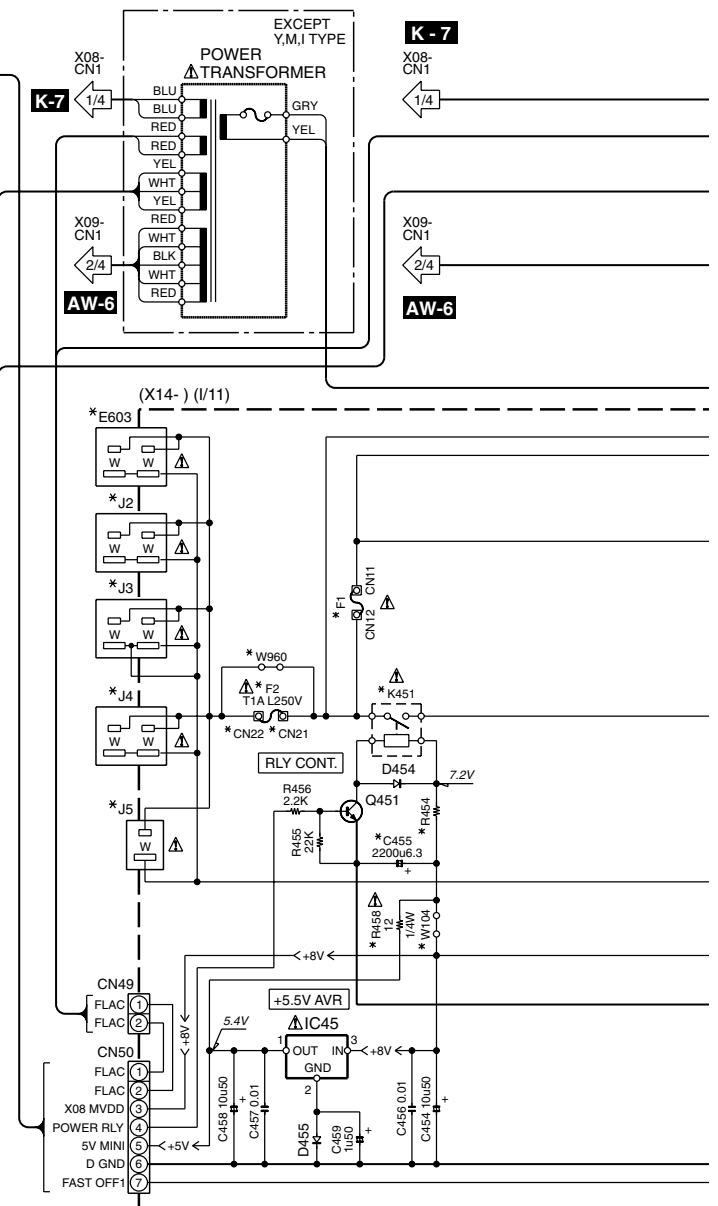 EXCEPT
Y,M,I TYPE
POWER
TRANSFORMER
K - 7
X08-
CN1
1/4
K-7
X08-
CN1
1/4
BLU
BLU
RED
RED
YEL
WHT
YEL
RED
WHT
BLK
WHT
RED
GRY
YEL
X09-
CN1
2/4
AW-6
X09-
CN1
2/4
AW-6
(X14- ) (I/11)
*E603
W W
*J2
W W
*J3
W W
*J4
W W
*J5
W
*W960
*F2
T1A L250V
*CN22 *CN21
*F1
CN11
CN12
*K451
RLY CONT.
D454
7.2V
R456
2.2K
Q451
R455
22K
*R454
*C455
2200u6.3
+
*R458
12
1/4W
*W104
+8V
+8V
+5.5V AVR
5.4V
IC45
1
OUT
IN
3
GND
2
+8V
C458 10u50
+
C457 0.01
D455
C459
1u50
+
C456 0.01
C454 10u50
+
CN49
FLAC 1
FLAC 2
CN50
FLAC 1
FLAC 2
X08 MVDD 3
POWER RLY 4
5V MINI 5
+5V
D GND 6
FAST OFF1 7